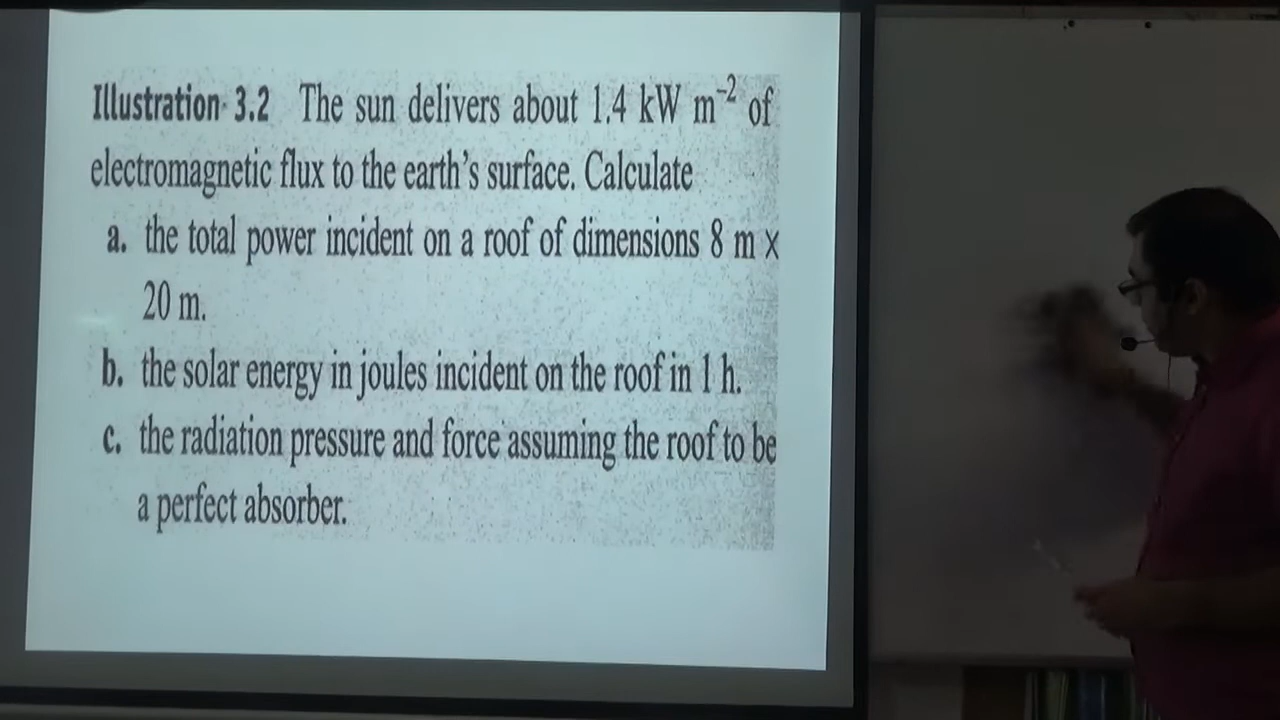 Illustration 3.2 The sun delivers about 1.4 kW m⁻² of
electromagnetic flux to the earth's surface. Calculate
a. the total power incident on a roof of dimensions 8 m ×
20 m.
b. the solar energy in joules incident on the roof in 1 h.
c. the radiation pressure and force assuming the roof to be
a perfect absorber.